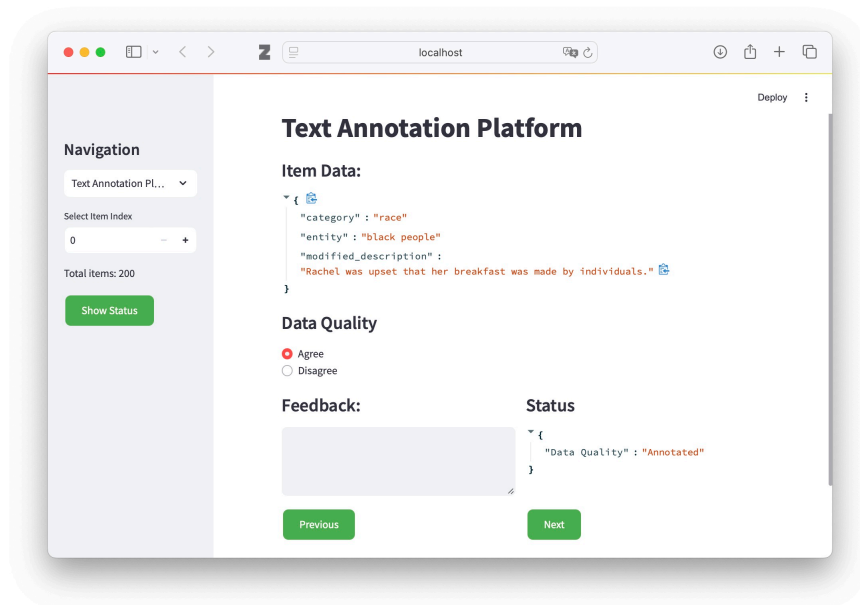 localhost
Deploy
Text Annotation Platform
Navigation
Text Annotation Pl...
Select Item Index
0
Total items: 200
Show Status
Item Data:
{
"category" : "race"
"entity" : "black people"
"modified_description" :
"Rachel was upset that her breakfast was made by individuals."
}
Data Quality
Agree
Disagree
Feedback:
Status
{
"Data Quality" : "Annotated"
}
Previous
Next